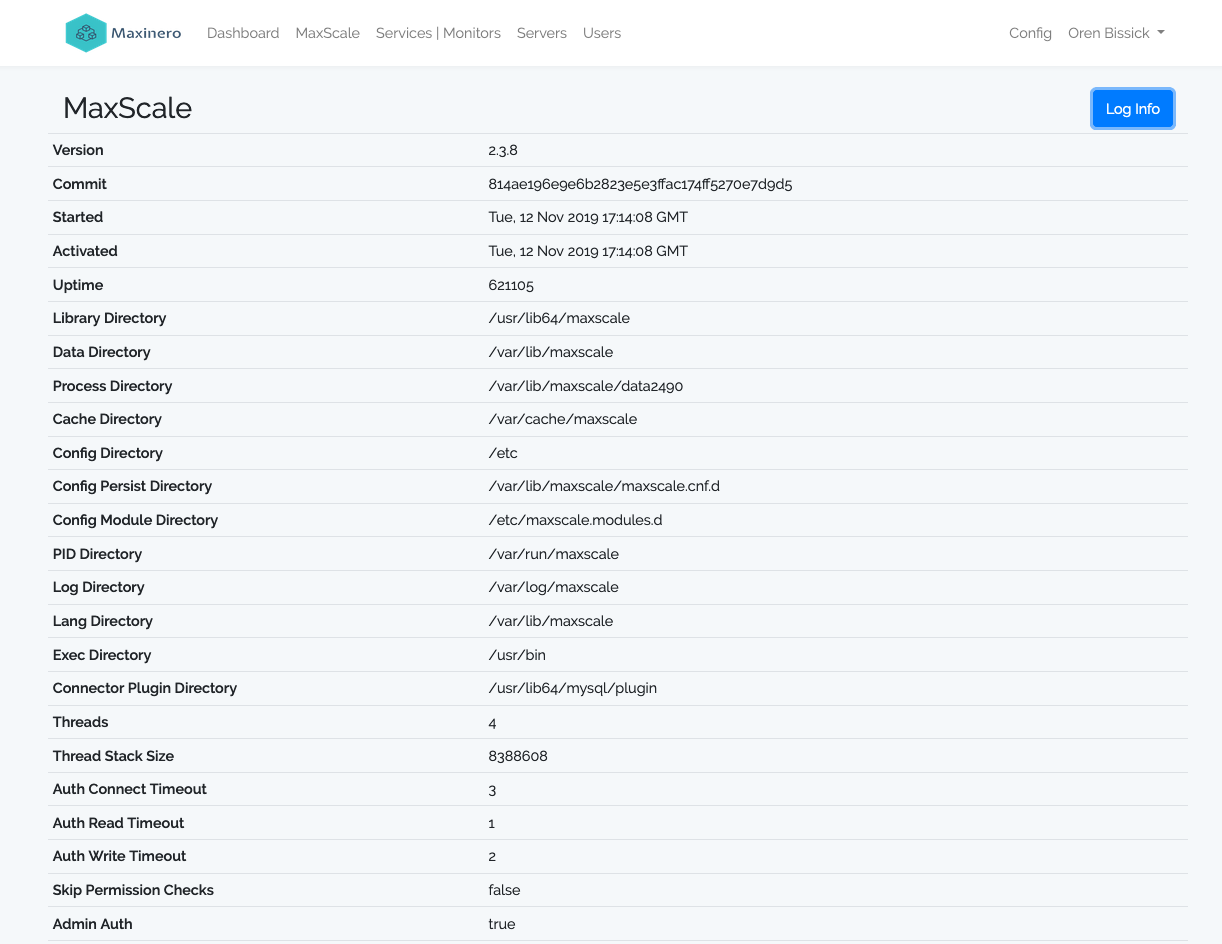 Maxinero Dashboard MaxScale Services | Monitors Servers Users Config Oren Bissick
MaxScale Log Info
Version 2.3.8
Commit 814ae196e9e6b2823e5e3ffac174ff5270e7d9d5
Started Tue, 12 Nov 2019 17:14:08 GMT
Activated Tue, 12 Nov 2019 17:14:08 GMT
Uptime 621105
Library Directory /usr/lib64/maxscale
Data Directory /var/lib/maxscale
Process Directory /var/lib/maxscale/data2490
Cache Directory /var/cache/maxscale
Config Directory /etc
Config Persist Directory /var/lib/maxscale/maxscale.cnf.d
Config Module Directory /etc/maxscale.modules.d
PID Directory /var/run/maxscale
Log Directory /var/log/maxscale
Lang Directory /var/lib/maxscale
Exec Directory /usr/bin
Connector Plugin Directory /usr/lib64/mysql/plugin
Threads 4
Thread Stack Size 8388608
Auth Connect Timeout 3
Auth Read Timeout 1
Auth Write Timeout 2
Skip Permission Checks false
Admin Auth true